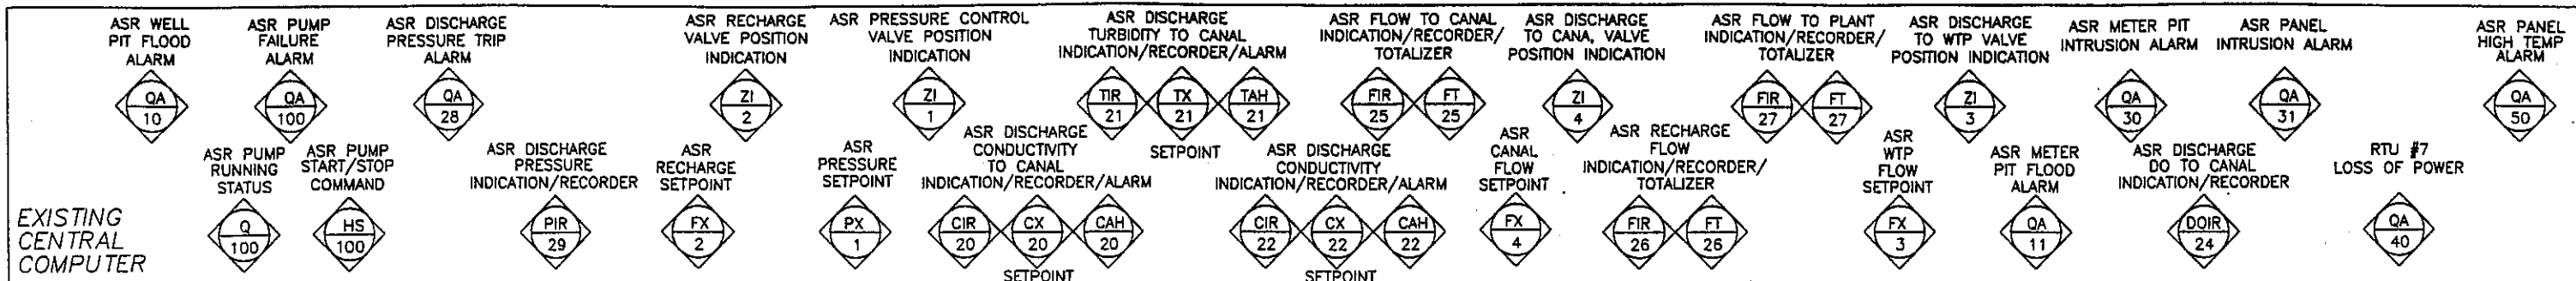 ASR WELL
PIT FLOOD
ALARM
QA
10
ASR PUMP
FAILURE
ALARM
QA
100
ASR DISCHARGE
PRESSURE TRIP
ALARM
QA
28
ASR RECHARGE
VALVE POSITION
INDICATION
ZI
2
ASR PRESSURE CONTROL
VALVE POSITION
INDICATION
ZI
1
ASR DISCHARGE
TURBIDITY TO CANAL
INDICATION/RECORDER/ALARM
TIR
21
TX
21
TAH
21
SETPOINT
ASR FLOW TO CANAL
INDICATION/RECORDER/
TOTALIZER
FIR
25
FT
25
ASR DISCHARGE
TO CANA, VALVE
POSITION INDICATION
ZI
4
ASR FLOW TO PLANT
INDICATION/RECORDER/
TOTALIZER
FIR
27
FT
27
ASR DISCHARGE
TO WTP VALVE
POSITION INDICATION
ZI
3
ASR METER PIT
INTRUSION ALARM
QA
30
ASR PANEL
INTRUSION ALARM
QA
31
ASR PANEL
HIGH TEMP
ALARM
QA
50
EXISTING
CENTRAL
COMPUTER
ASR PUMP
RUNNING
STATUS
Q
100
ASR PUMP
START/STOP
COMMAND
HS
100
ASR DISCHARGE
PRESSURE
INDICATION/RECORDER
PIR
29
ASR
RECHARGE
SETPOINT
FX
2
ASR
PRESSURE
SETPOINT
PX
1
ASR DISCHARGE
CONDUCTIVITY
TO CANAL
INDICATION/RECORDER/ALARM
CIR
20
CX
20
CAH
20
SETPOINT
ASR DISCHARGE
CONDUCTIVITY
INDICATION/RECORDER/ALARM
CIR
22
CX
22
CAH
22
SETPOINT
ASR
CANAL
FLOW
SETPOINT
FX
4
ASR RECHARGE
FLOW
INDICATION/RECORDER/
TOTALIZER
FIR
26
FT
26
ASR
WTP
FLOW
SETPOINT
FX
3
ASR METER
PIT FLOOD
ALARM
QA
11
ASR DISCHARGE
DO TO CANAL
INDICATION/RECORDER
DOIR
24
RTU #7
LOSS OF POWER
QA
40